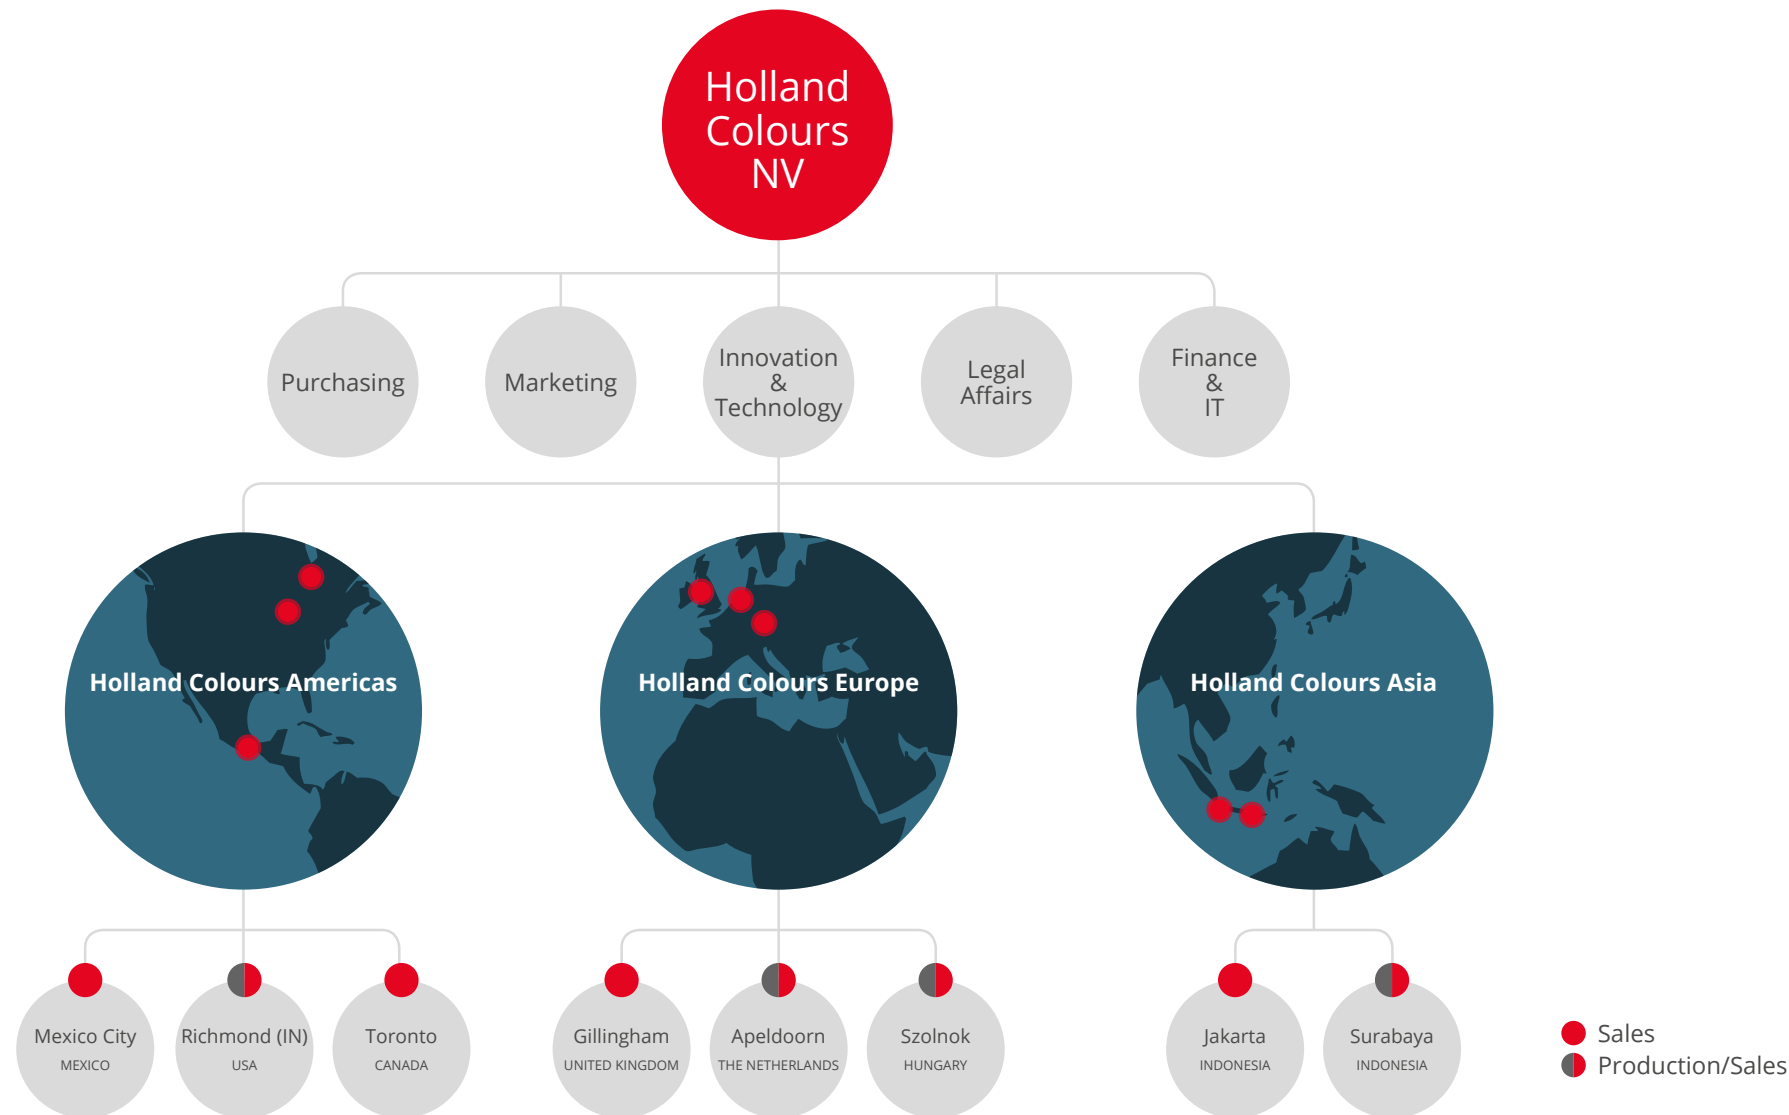 Holland
Colours
NV
Purchasing
Marketing
Innovation
&
Technology
Legal
Affairs
Finance
&
IT
Holland Colours Americas
Holland Colours Europe
Holland Colours Asia
Mexico City
MEXICO
Richmond (IN)
USA
Toronto
CANADA
Gillingham
UNITED KINGDOM
Apeldoorn
THE NETHERLANDS
Szolnok
HUNGARY
Jakarta
INDONESIA
Surabaya
INDONESIA
Sales
Production/Sales